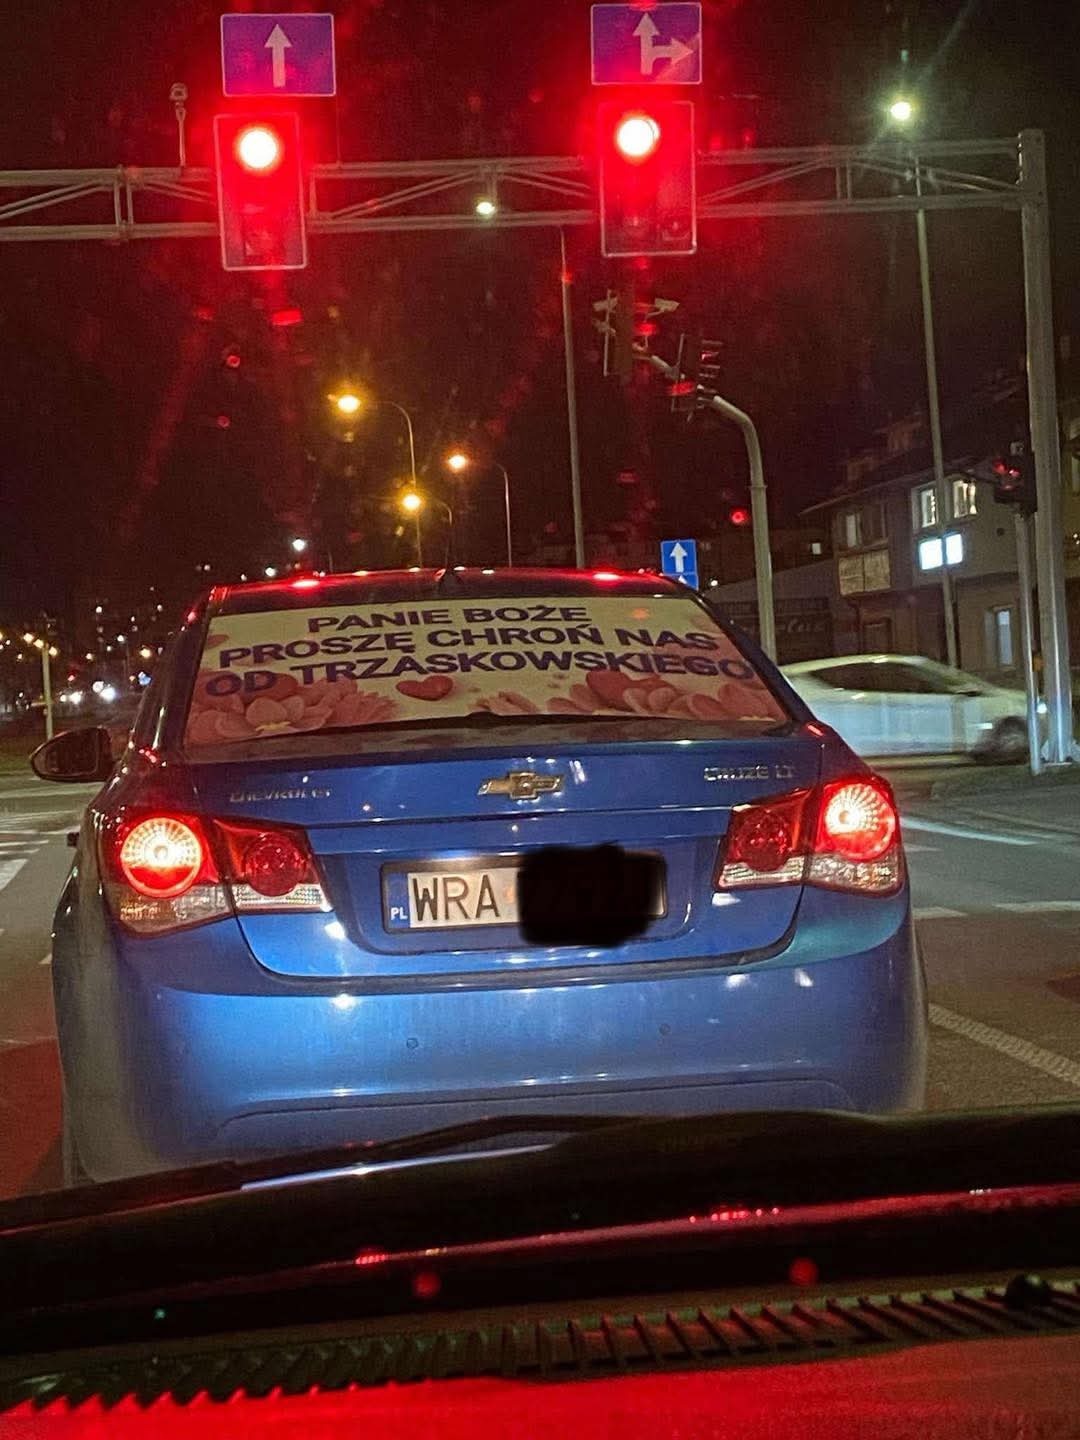 PANIE BOŻE
PROSZĘ CHROŃ NAS
OD TRZASKOWSKIEGO
CHEVROLET
CRUZE LT
PL WRA